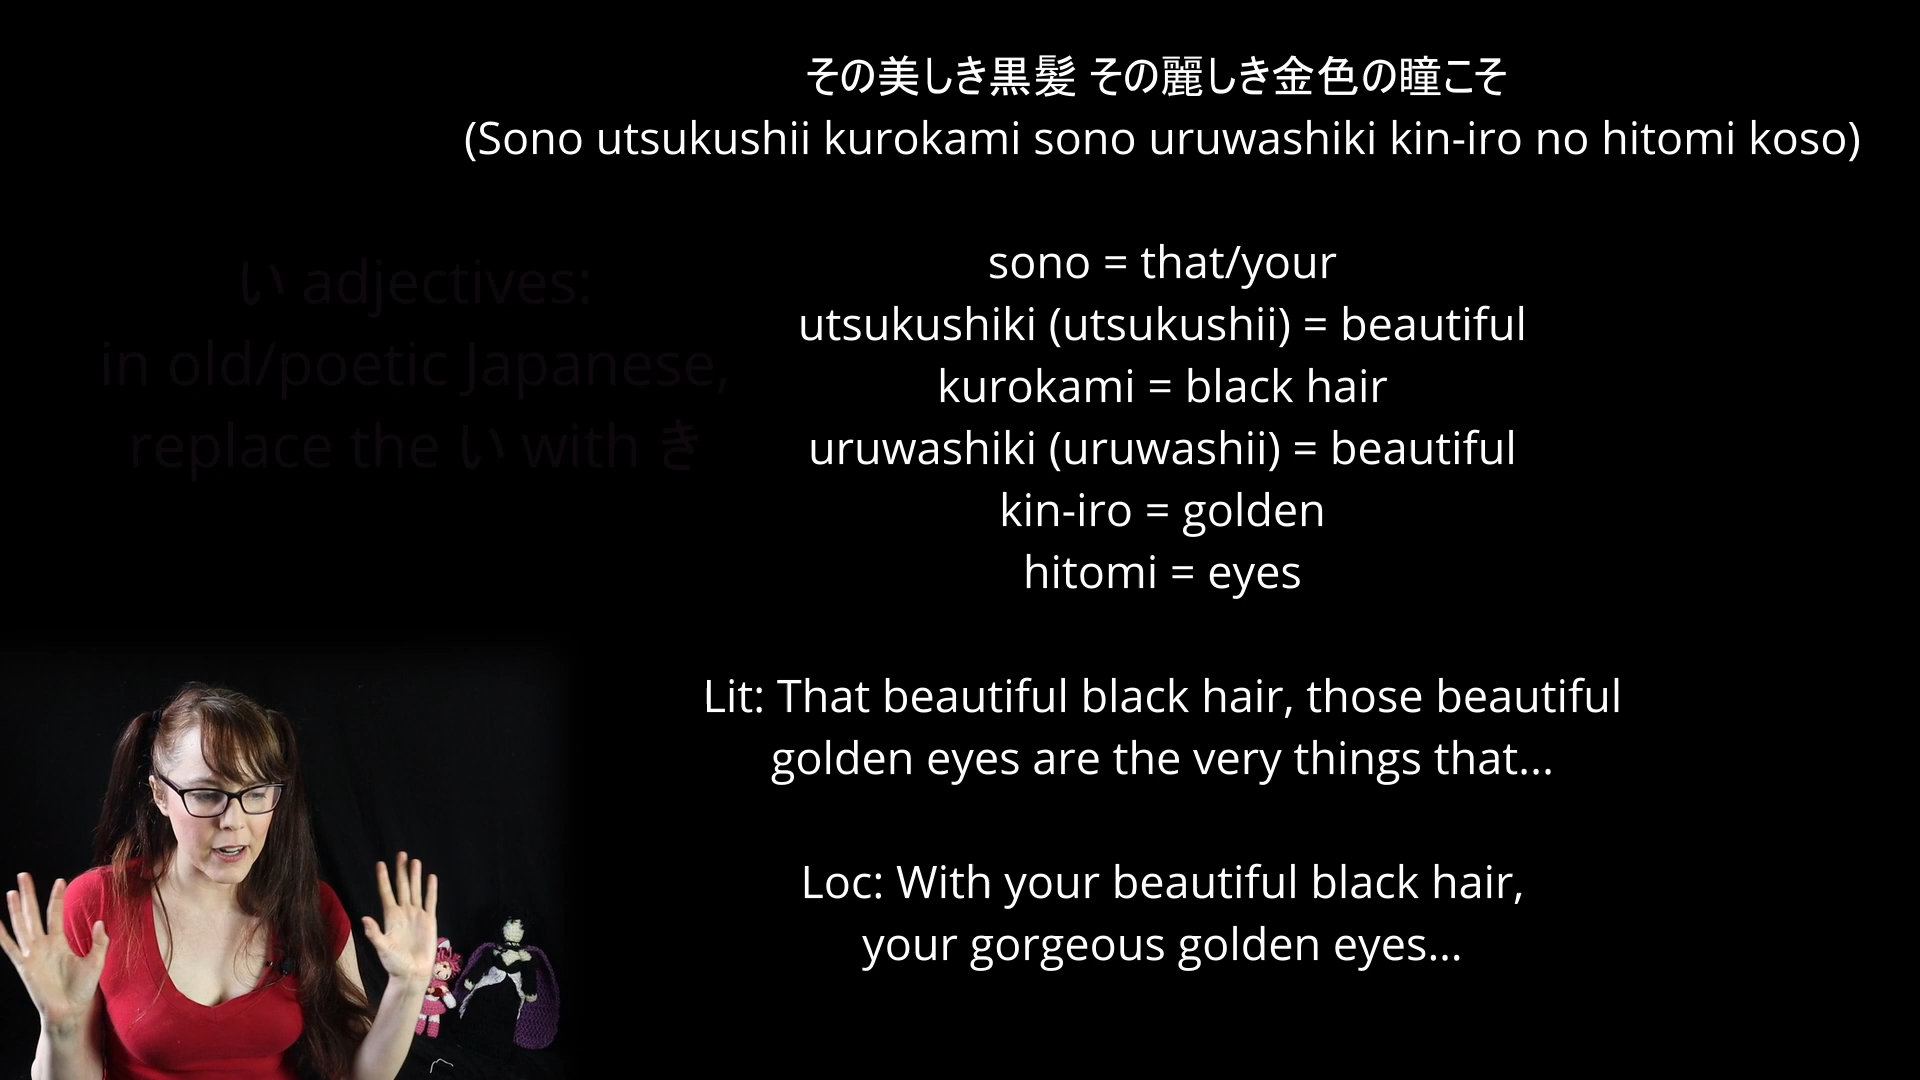 その美しき黒髪 その麗しき金色の瞳こそ
(Sono utsukushii kurokami sono uruwashiki kin-iro no hitomi koso)
い adjectives:
in old/poetic Japanese,
replace the い with き
sono = that/your
utsukushiki (utsukushii) = beautiful
kurokami = black hair
uruwashiki (uruwashii) = beautiful
kin-iro = golden
hitomi = eyes
Lit: That beautiful black hair, those beautiful
golden eyes are the very things that...
Loc: With your beautiful black hair,
your gorgeous golden eyes...